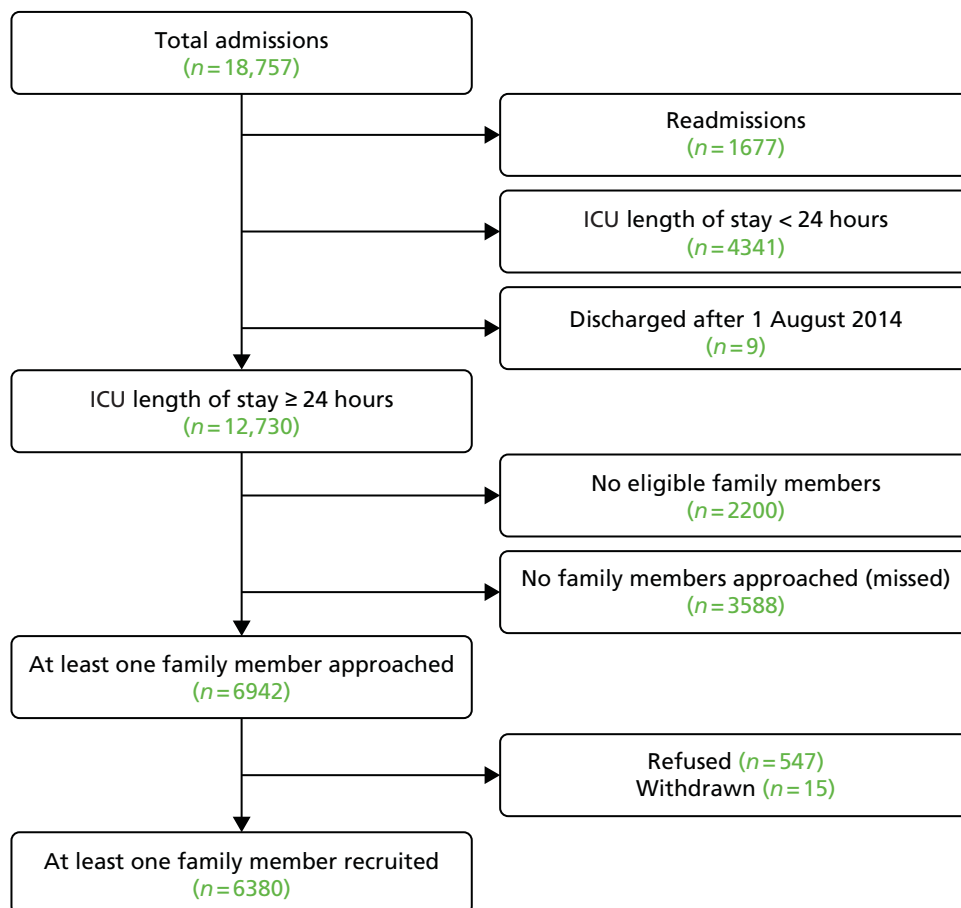 Total admissions
(n=18,757)
Readmissions
(n=1677)
ICU length of stay < 24 hours
(n=4341)
Discharged after 1 August 2014
(n=9)
ICU length of stay ≥ 24 hours
(n=12,730)
No eligible family members
(n=2200)
No family members approached (missed)
(n=3588)
At least one family member approached
(n=6942)
Refused (n=547)
Withdrawn (n=15)
At least one family member recruited
(n=6380)